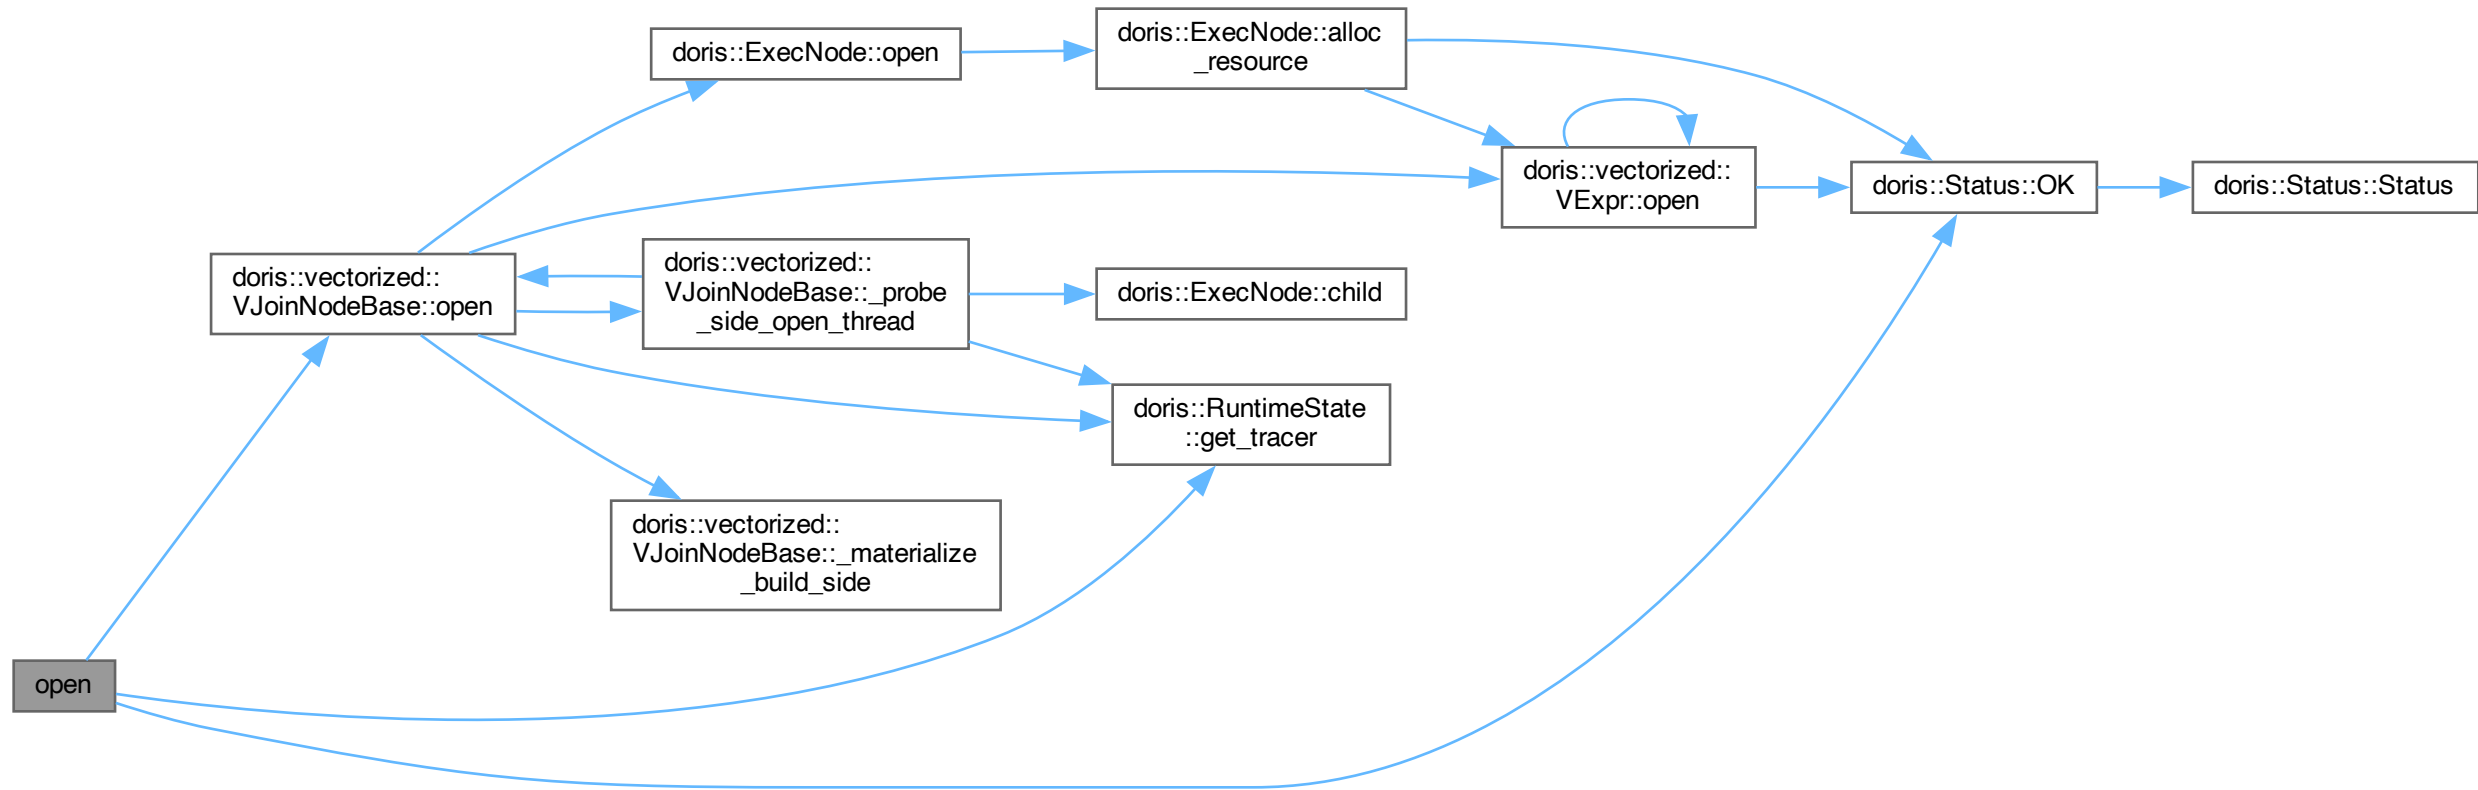 doris::ExecNode::open
doris::ExecNode::alloc
_resource
doris::vectorized::
VExpr::open
doris::Status::OK
doris::Status::Status
doris::vectorized::
VJoinNodeBase::open
doris::vectorized::
VJoinNodeBase::_probe
_side_open_thread
doris::ExecNode::child
doris::RuntimeState
::get_tracer
doris::vectorized::
VJoinNodeBase::_materialize
_build_side
open